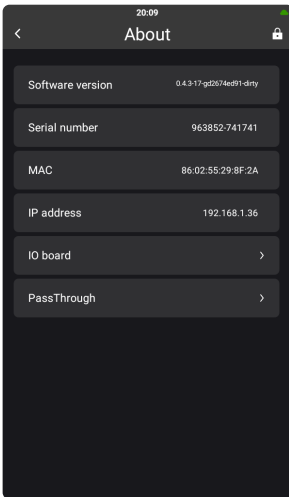 20:09
About
Software version 0.4.3-17-gd2674ed91-dirty
Serial number 963852-741741
MAC 86:02:55:29:8F:2A
IP address 192.168.1.36
IO board
PassThrough